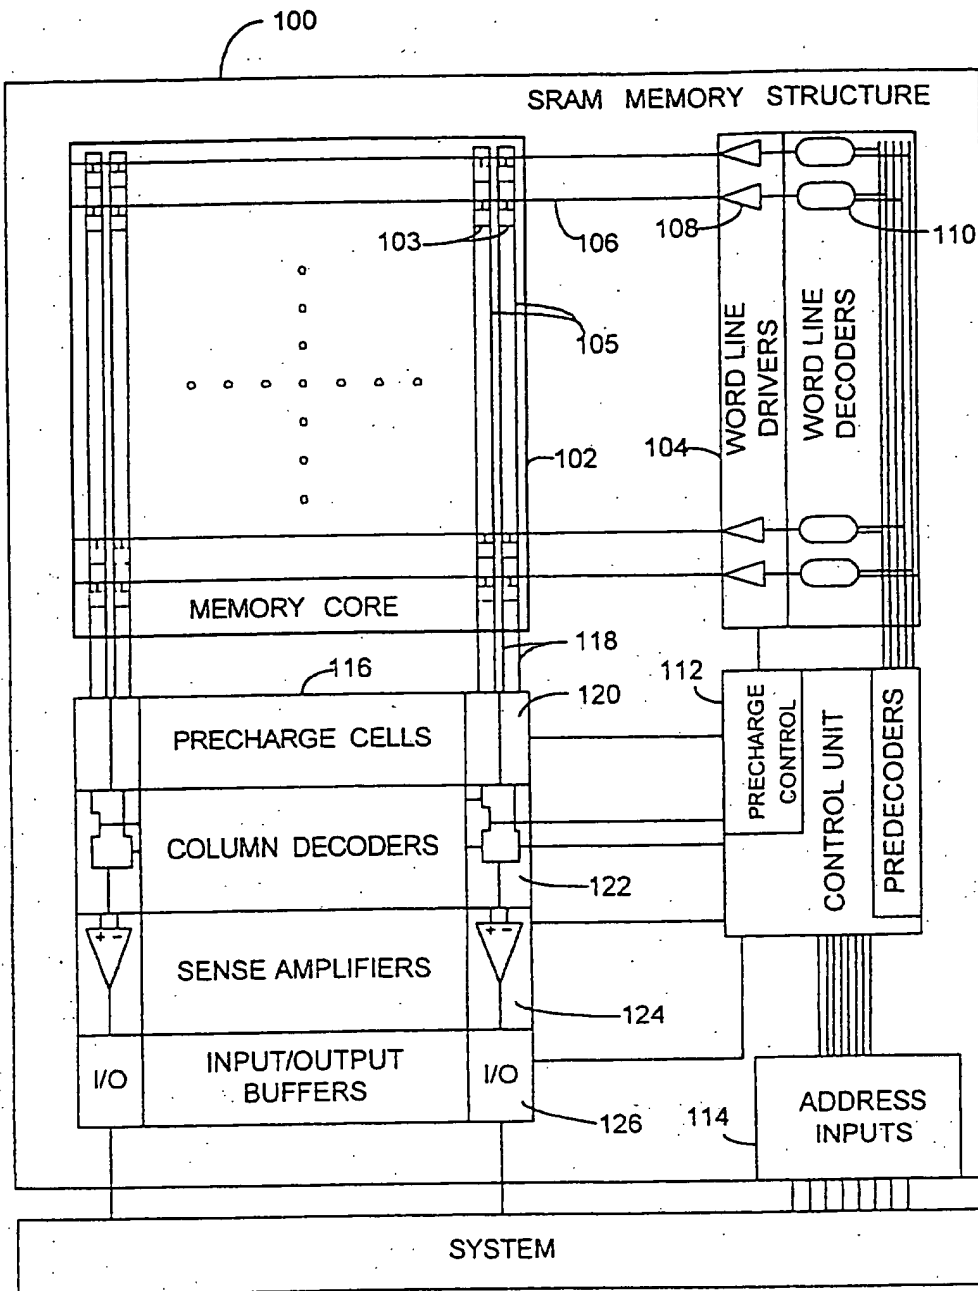 100
SRAM MEMORY STRUCTURE
103
106
108
110
105
WORD LINE
DRIVERS
WORD LINE
DECODERS
104
102
MEMORY CORE
118
116
120
112
PRECHARGE CELLS
PRECHARGE
CONTROL
CONTROL UNIT
PREDECODERS
COLUMN DECODERS
122
+ -
+ -
SENSE AMPLIFIERS
124
I/O
INPUT/OUTPUT
BUFFERS
I/O
126
114
ADDRESS
INPUTS
SYSTEM